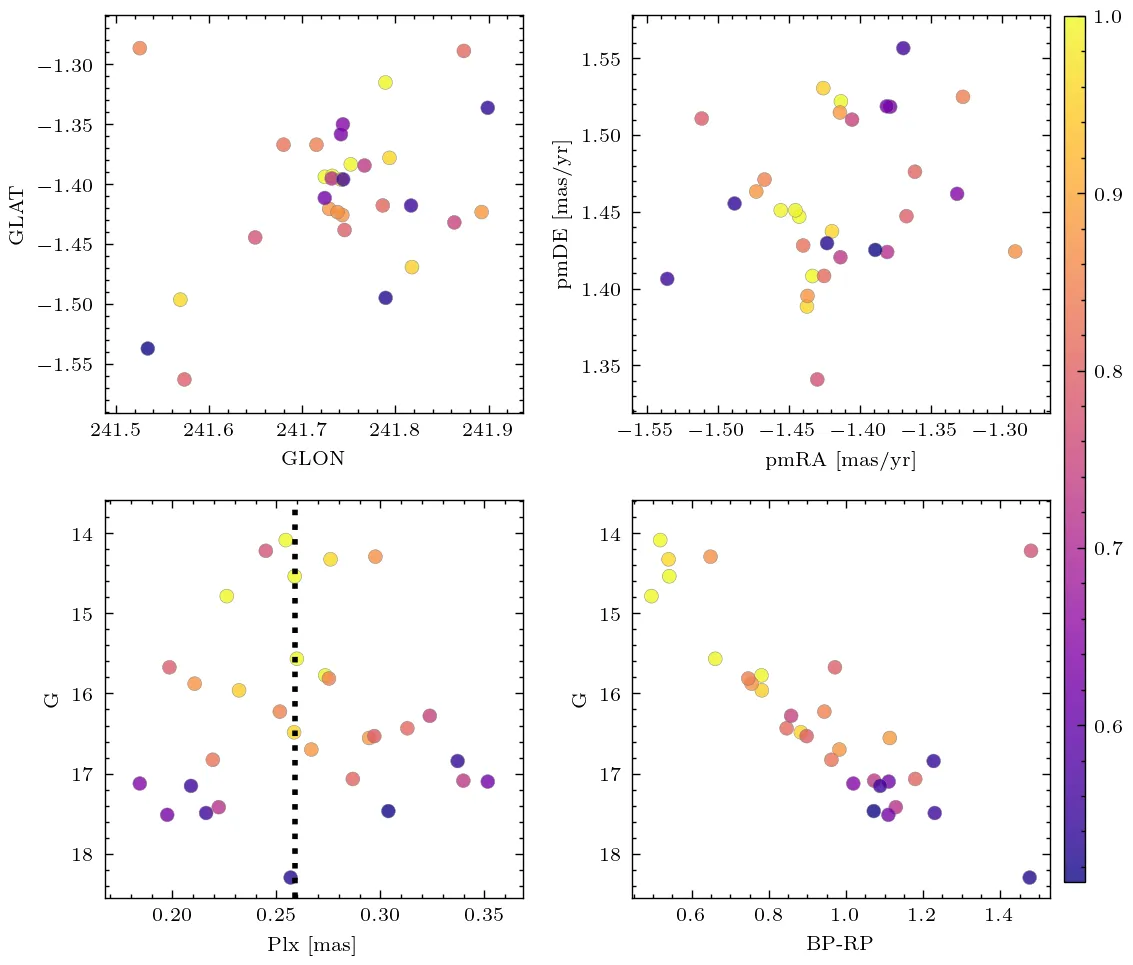 −1.30
−1.35
−1.40
−1.45
−1.50
−1.55
GLAT
241.5 241.6 241.7 241.8 241.9
GLON
1.55
1.50
1.45
1.40
1.35
pmDE [mas/yr]
−1.55 −1.50 −1.45 −1.40 −1.35 −1.30
pmRA [mas/yr]
1.0
0.9
0.8
0.7
0.6
14
15
16
17
18
G
0.20 0.25 0.30 0.35
Plx [mas]
14
15
16
17
18
G
0.6 0.8 1.0 1.2 1.4
BP-RP